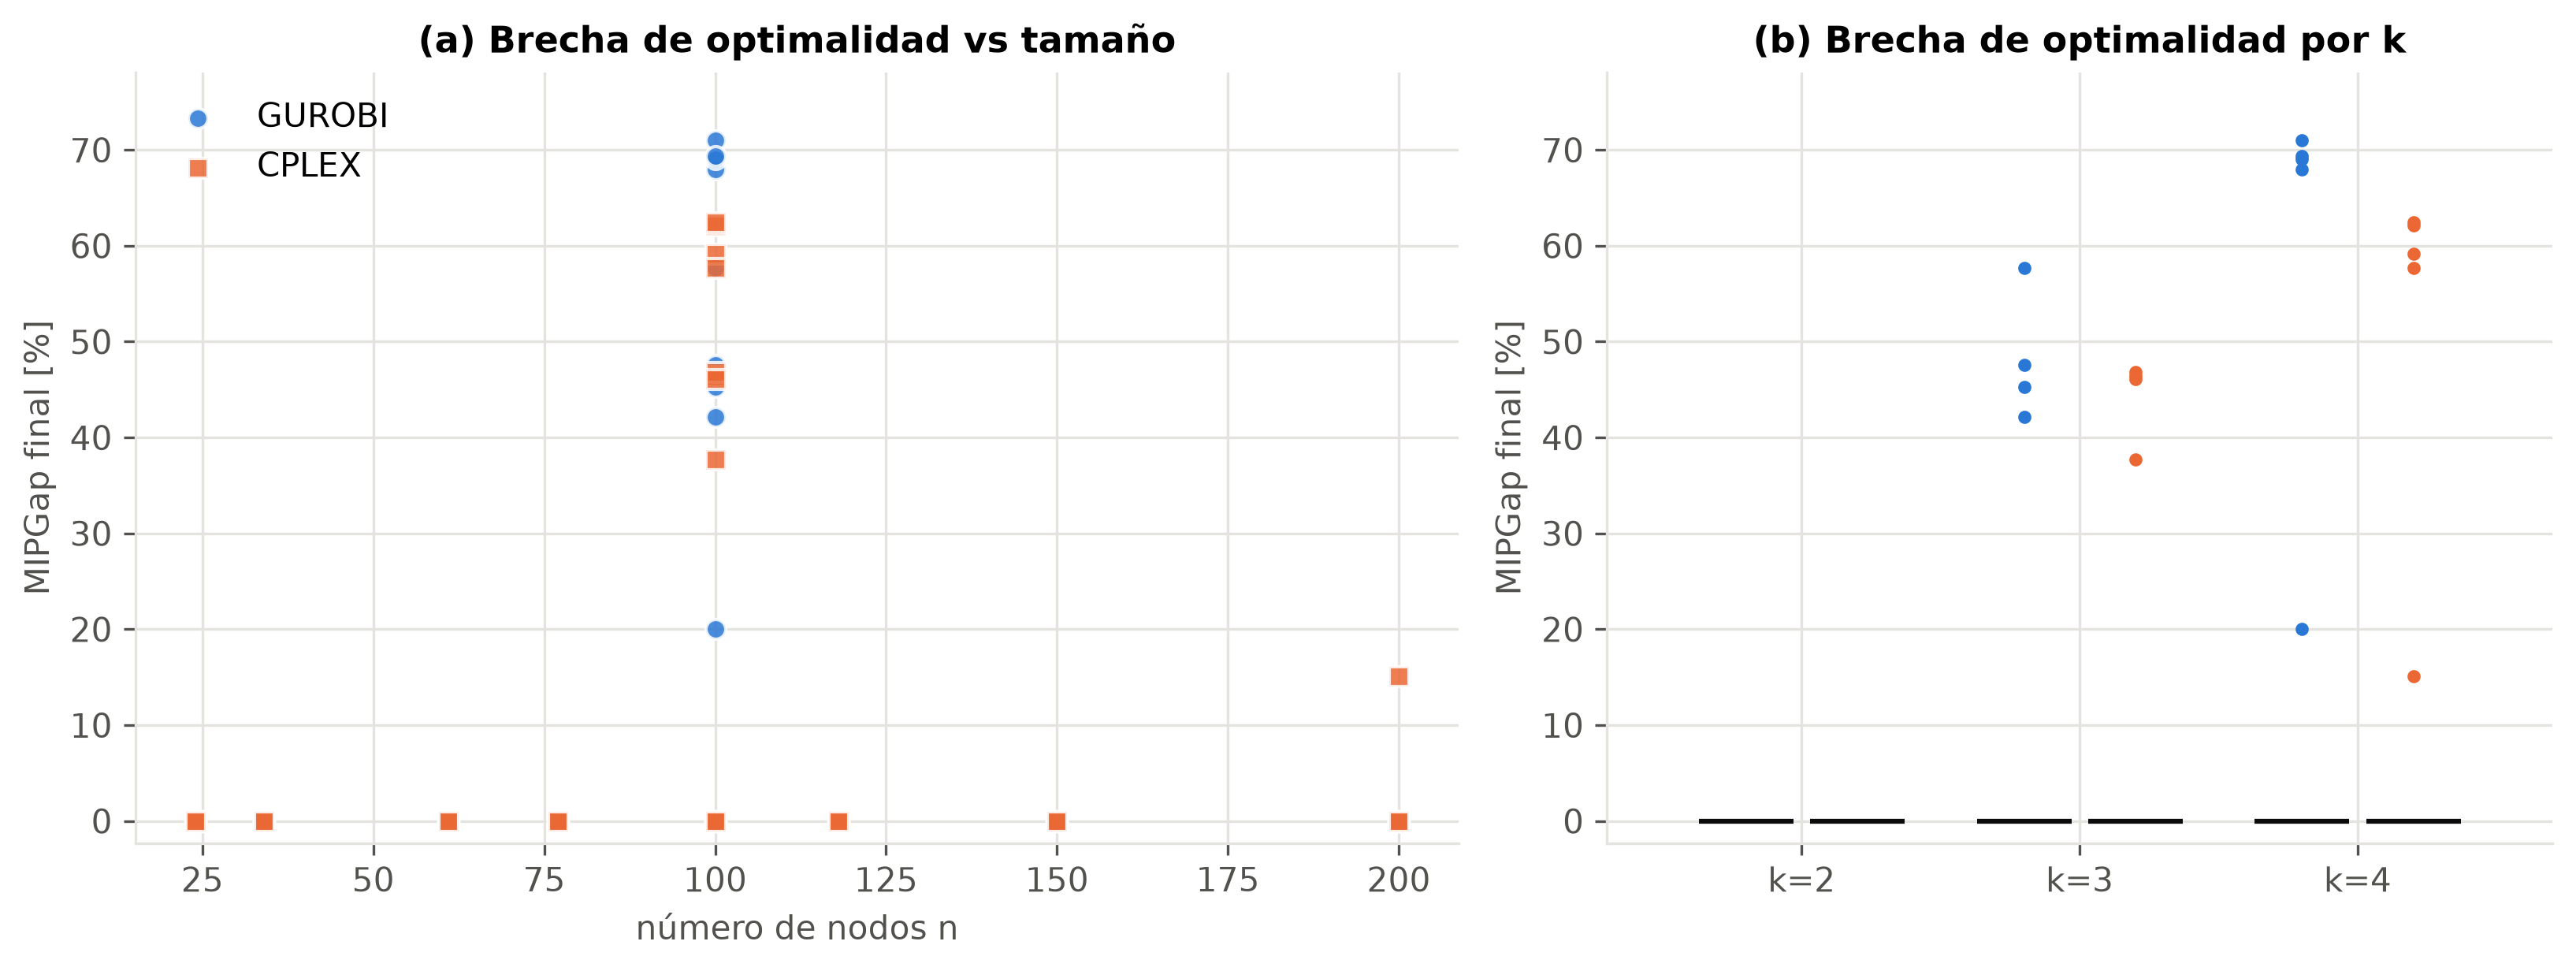 (a) Brecha de optimalidad vs tamaño
GUROBI
CPLEX
MIPGap final [%]
70
60
50
40
30
20
10
0
25 50 75 100 125 150 175 200
número de nodos n
(b) Brecha de optimalidad por k
MIPGap final [%]
70
60
50
40
30
20
10
0
k=2 k=3 k=4